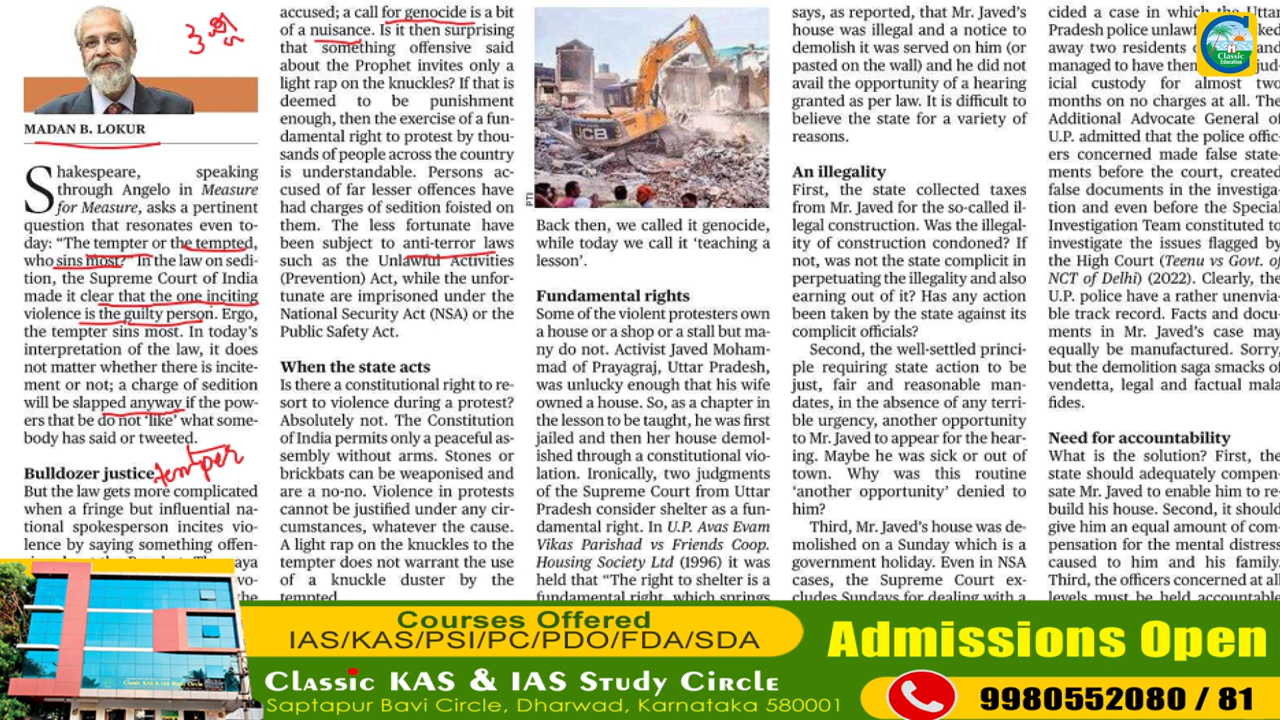 MADAN B. LOKUR
Shakespeare, speaking
through Angelo in Measure
for Measure, asks a pertinent
question that resonates even to-
day: “The tempter or the tempted,
who sins most?” In the law on sedi-
tion, the Supreme Court of India
made it clear that the one inciting
violence is the guilty person. Ergo,
the tempter sins most. In today’s
interpretation of the law, it does
not matter whether there is incite-
ment or not; a charge of sedition
will be slapped anyway if the pow-
ers that be do not ‘like’ what some-
body has said or tweeted.
Bulldozer justice
temper
But the law gets more complicated
when a fringe but influential na-
tional spokesperson incites vio-
lence by saying something offen-
accused; a call for genocide is a bit
of a nuisance. Is it then surprising
that something offensive said
about the Prophet invites only a
light rap on the knuckles? If that is
deemed to be punishment
enough, then the exercise of a fun-
damental right to protest by thou-
sands of people across the country
is understandable. Persons ac-
cused of far lesser offences have
had charges of sedition foisted on
them. The less fortunate have
been subject to anti-terror laws
such as the Unlawful Activities
(Prevention) Act, while the unfor-
tunate are imprisoned under the
National Security Act (NSA) or the
Public Safety Act.
When the state acts
Is there a constitutional right to re-
sort to violence during a protest?
Absolutely not. The Constitution
of India permits only a peaceful as-
sembly without arms. Stones or
brickbats can be weaponised and
are a no-no. Violence in protests
cannot be justified under any cir-
cumstances, whatever the cause.
A light rap on the knuckles to the
tempter does not warrant the use
of a knuckle duster by the
tempted
JCB
PTI
Back then, we called it genocide,
while today we call it ‘teaching a
lesson’.
Fundamental rights
Some of the violent protesters own
a house or a shop or a stall but ma-
ny do not. Activist Javed Moham-
mad of Prayagraj, Uttar Pradesh,
was unlucky enough that his wife
owned a house. So, as a chapter in
the lesson to be taught, he was first
jailed and then her house demol-
ished through a constitutional vio-
lation. Ironically, two judgments
of the Supreme Court from Uttar
Pradesh consider shelter as a fun-
damental right. In U.P. Avas Evam
Vikas Parishad vs Friends Coop.
Housing Society Ltd (1996) it was
held that “The right to shelter is a
fundamental right, which springs
says, as reported, that Mr. Javed’s
house was illegal and a notice to
demolish it was served on him (or
pasted on the wall) and he did not
avail the opportunity of a hearing
granted as per law. It is difficult to
believe the state for a variety of
reasons.
An illegality
First, the state collected taxes
from Mr. Javed for the so-called il-
legal construction. Was the illegal-
ity of construction condoned? If
not, was not the state complicit in
perpetuating the illegality and also
earning out of it? Has any action
been taken by the state against its
complicit officials?
Second, the well-settled princi-
ple requiring state action to be
just, fair and reasonable man-
dates, in the absence of any terri-
ble urgency, another opportunity
to Mr. Javed to appear for the hear-
ing. Maybe he was sick or out of
town. Why was this routine
‘another opportunity’ denied to
him?
Third, Mr. Javed’s house was de-
molished on a Sunday which is a
government holiday. Even in NSA
cases, the Supreme Court ex-
cludes Sundays for dealing with a
cided a case in which the Uttar
Pradesh police
away two residents
managed to have them
icial custody for almost two
months on no charges at all. The
Additional Advocate General of
U.P. admitted that the police offic-
ers concerned made false state-
ments before the court, created
false documents in the investiga-
tion and even before the Special
Investigation Team constituted to
investigate the issues flagged by
the High Court (Teenu vs Govt. of
NCT of Delhi) (2022). Clearly, the
U.P. police have a rather unenvia-
ble track record. Facts and docu-
ments in Mr. Javed’s case may
equally be manufactured. Sorry,
but the demolition saga smacks of
vendetta, legal and factual mala
fides.
Need for accountability
What is the solution? First, the
state should adequately compen-
sate Mr. Javed to enable him to re-
build his house. Second, it should
give him an equal amount of com-
pensation for the mental distress
caused to him and his family.
Third, the officers concerned at all
levels must be held accountable
Classic
Education
Courses Offered
IAS/KAS/PSI/PC/PDO/FDA/SDA
Classic KAS & IAS Study Circle
Saptapur Bavi Circle, Dharwad, Karnataka 580001
Admissions Open
9980552080 / 81